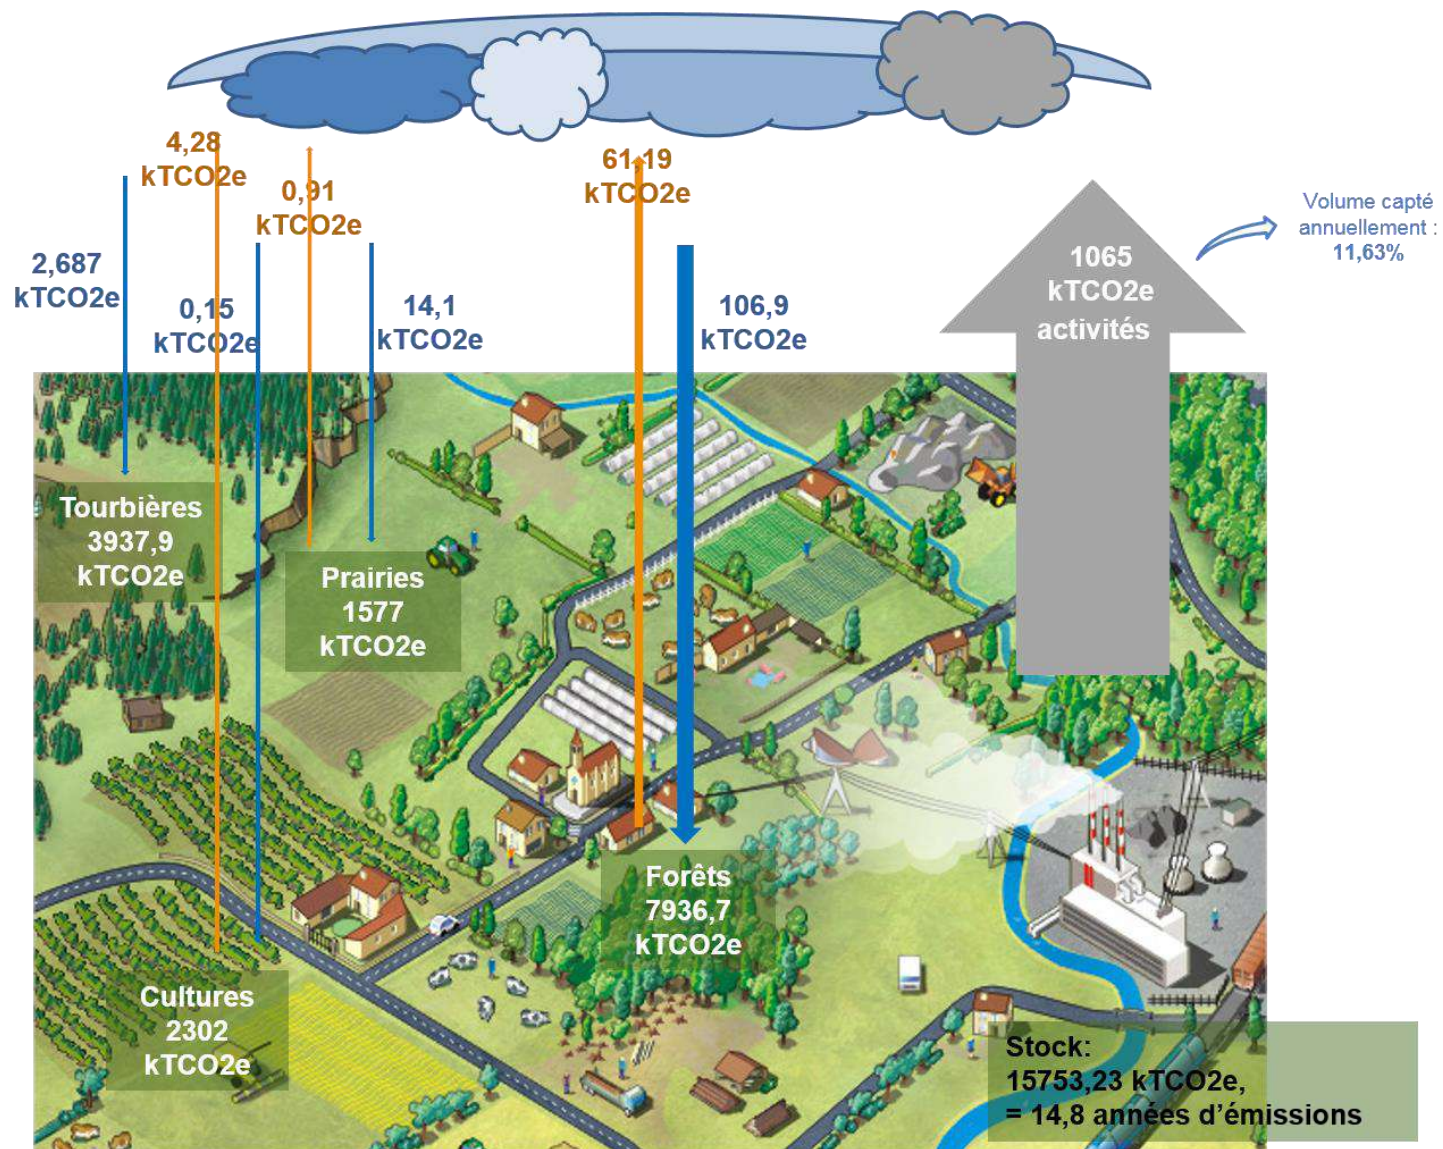 4,28
kTCO2e
0,91
kTCO2e
61,19
kTCO2e
2,687
kTCO2e
0,15
kTCO2e
14,1
kTCO2e
106,9
kTCO2e
1065
kTCO2e
activités
Volume capté
annuellement :
11,63%
Tourbières
3937,9
kTCO2e
Prairies
1577
kTCO2e
Forêts
7936,7
kTCO2e
Cultures
2302
kTCO2e
Stock:
15753,23 kTCO2e,
= 14,8 années d'émissions